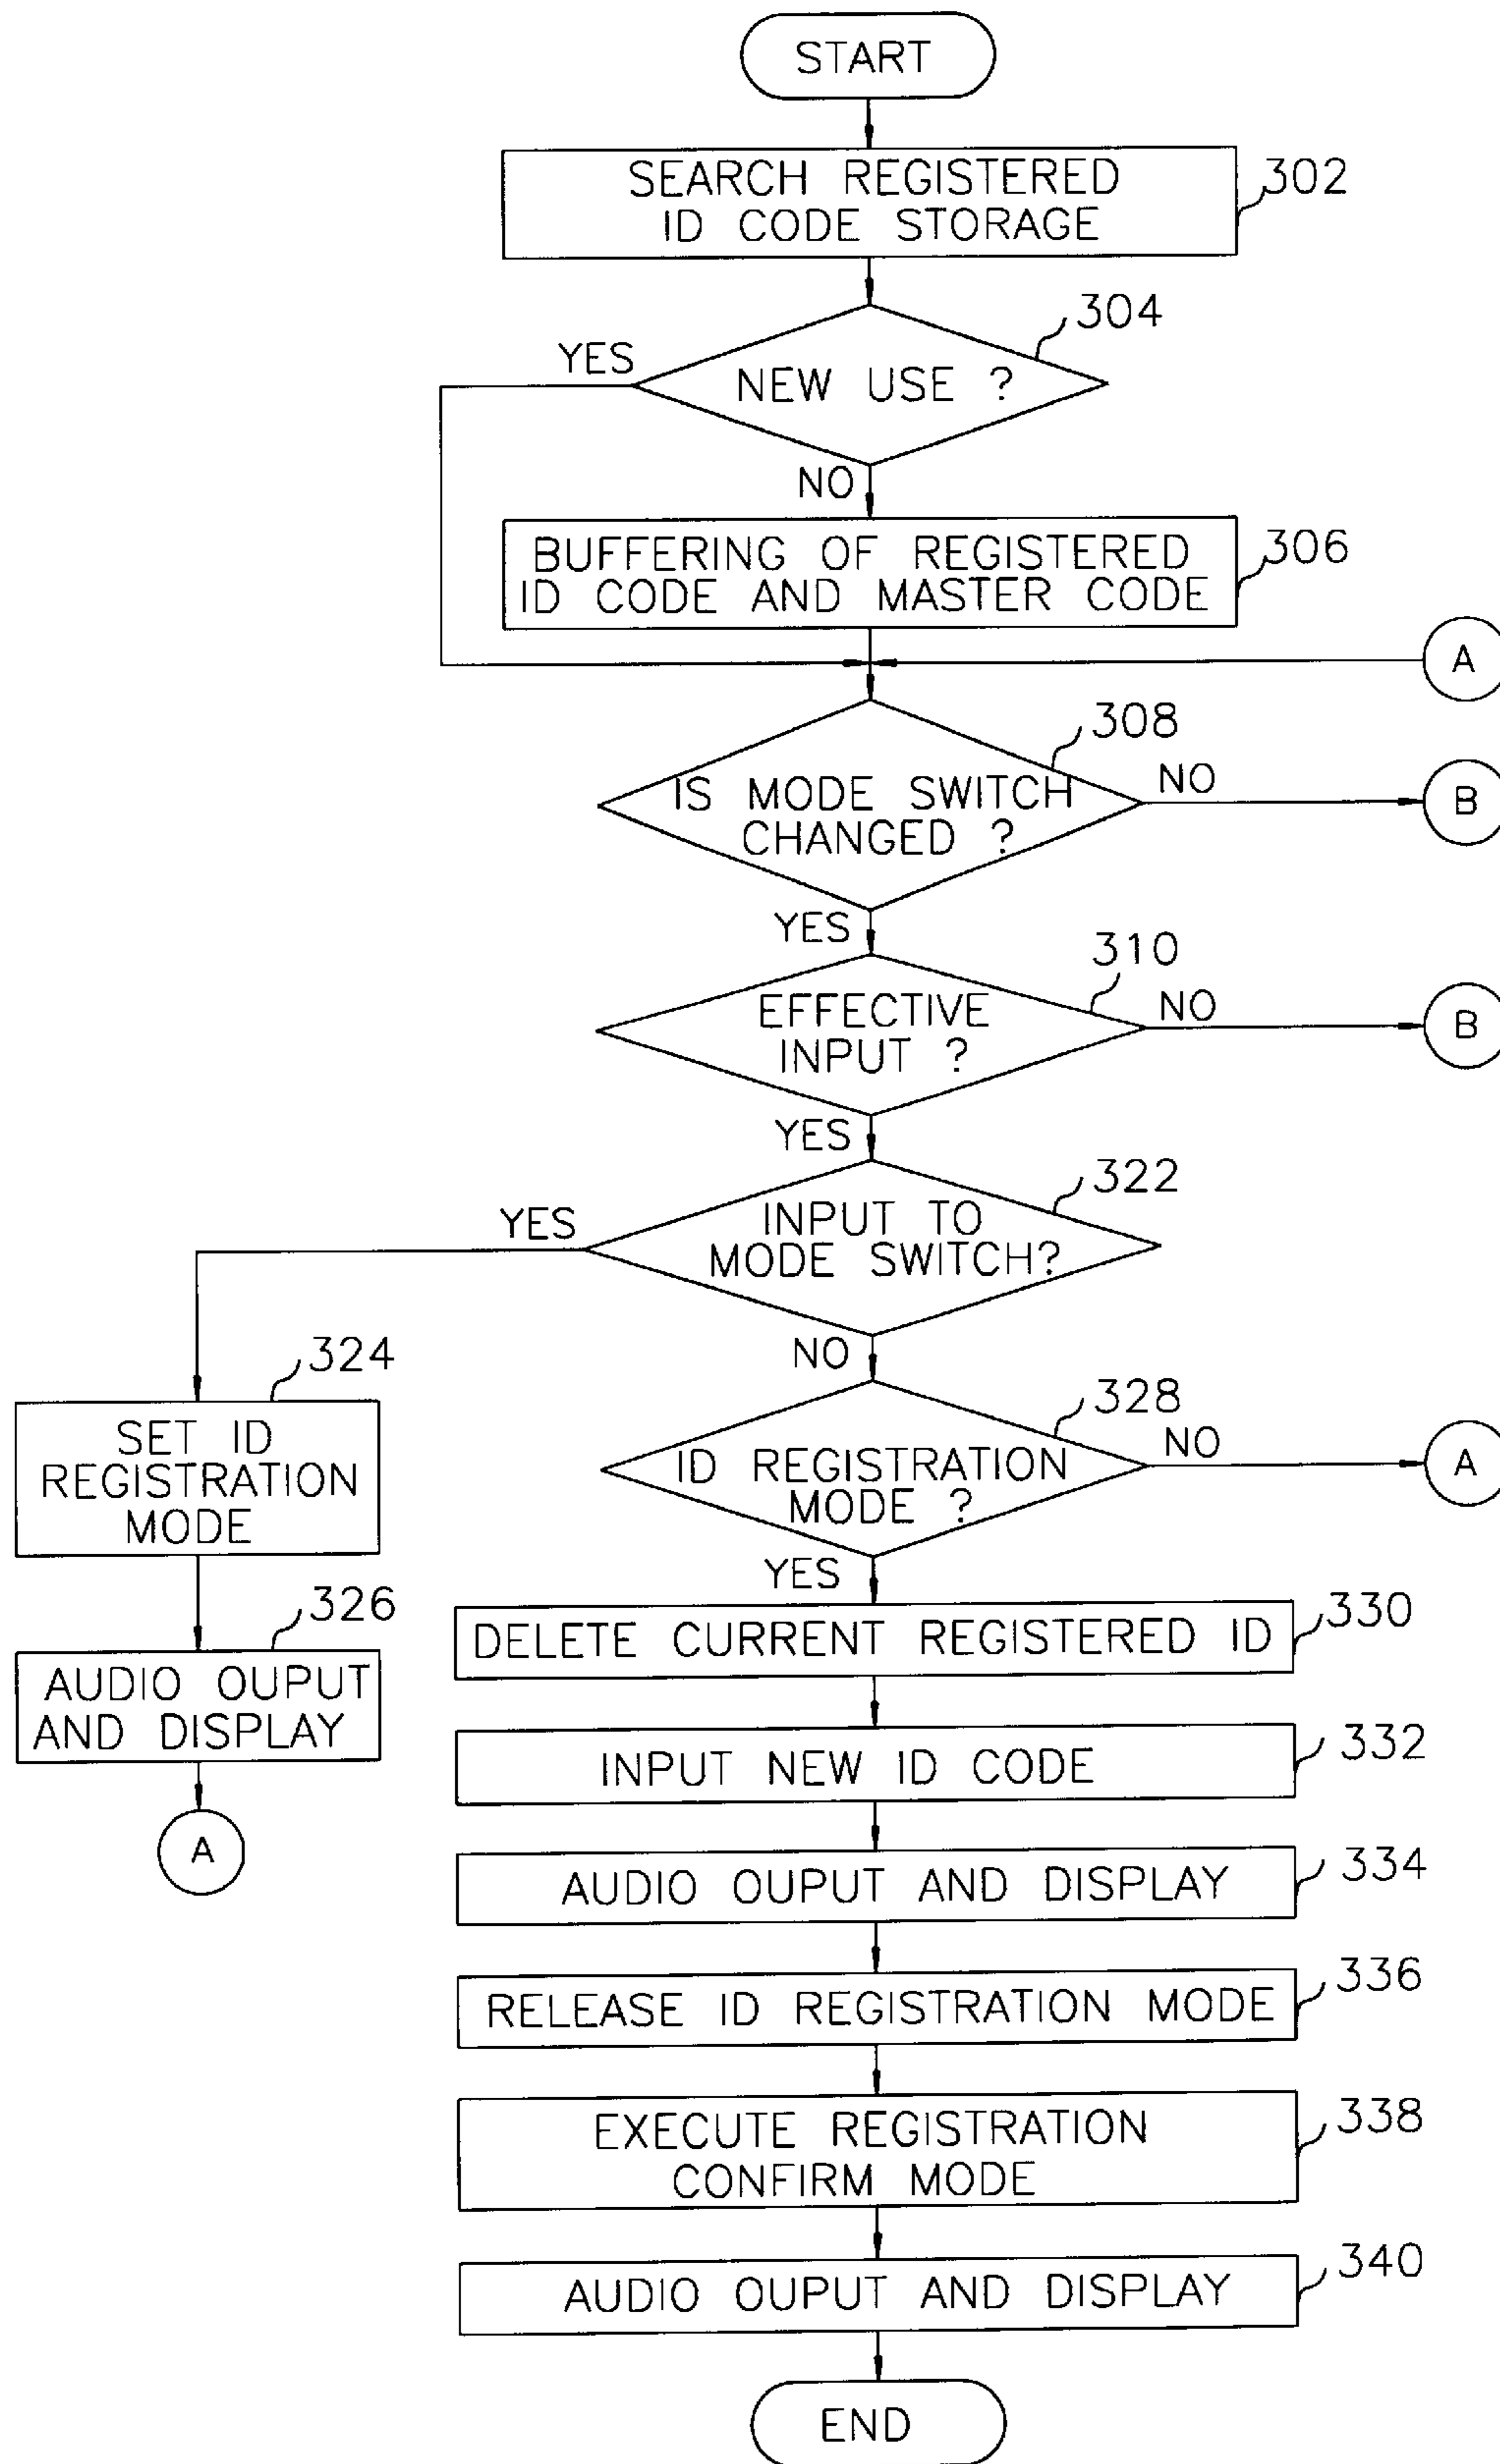 START
SEARCH REGISTERED
ID CODE STORAGE
302
304
YES
NEW USE ?
NO
BUFFERING OF REGISTERED
ID CODE AND MASTER CODE
306
A
308
IS MODE SWITCH
CHANGED ?
NO
B
YES
310
EFFECTIVE
INPUT ?
NO
B
YES
322
YES
INPUT TO
MODE SWITCH?
NO
324
SET ID
REGISTRATION
MODE
328
ID REGISTRATION
MODE ?
NO
A
YES
326
AUDIO OUPUT
AND DISPLAY
A
DELETE CURRENT REGISTERED ID
330
INPUT NEW ID CODE
332
AUDIO OUPUT AND DISPLAY
334
RELEASE ID REGISTRATION MODE
336
EXECUTE REGISTRATION
CONFIRM MODE
338
AUDIO OUPUT AND DISPLAY
340
END